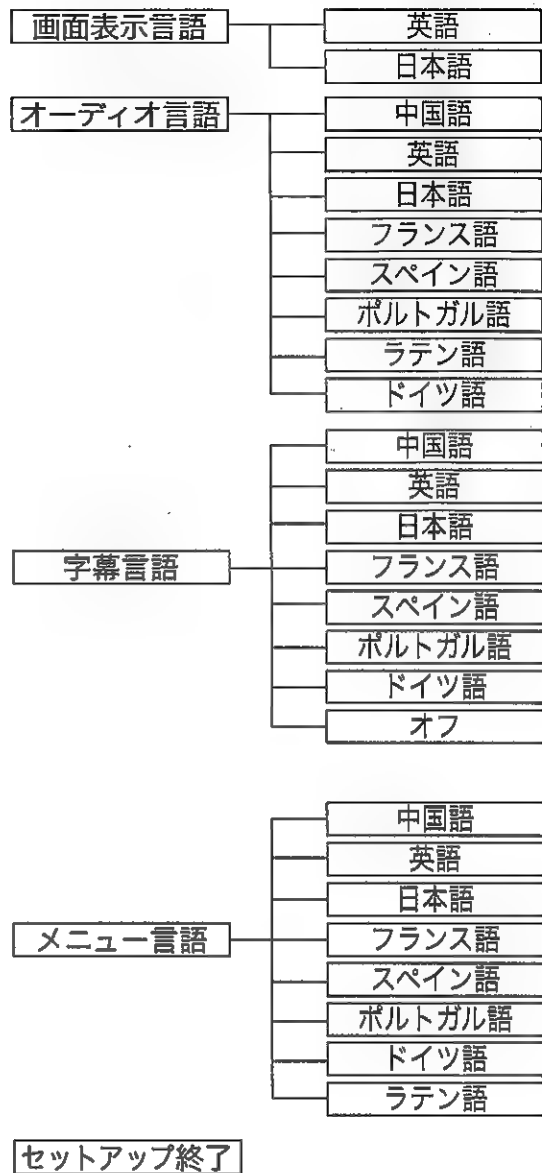 画面表示言語
英語
日本語
オーディオ言語
中国語
英語
日本語
フランス語
スペイン語
ポルトガル語
ラテン語
ドイツ語
字幕言語
中国語
英語
日本語
フランス語
スペイン語
ポルトガル語
ドイツ語
オフ
メニュー言語
中国語
英語
日本語
フランス語
スペイン語
ポルトガル語
ドイツ語
ラテン語
セットアップ終了